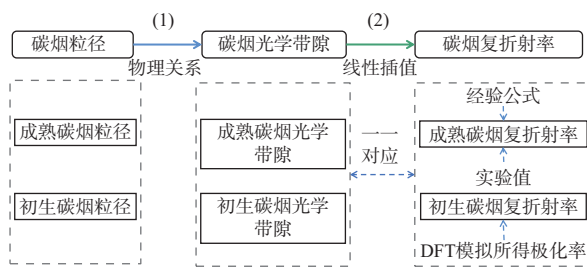 (1)
(2)
碳烟粒径
碳烟光学带隙
碳烟复折射率
物理关系
线性插值
经验公式
成熟碳烟粒径
成熟碳烟光学
带隙
一一
对应
成熟碳烟复折射率
实验值
初生碳烟粒径
初生碳烟光学
带隙
初生碳烟复折射率
DFT模拟所得极化率